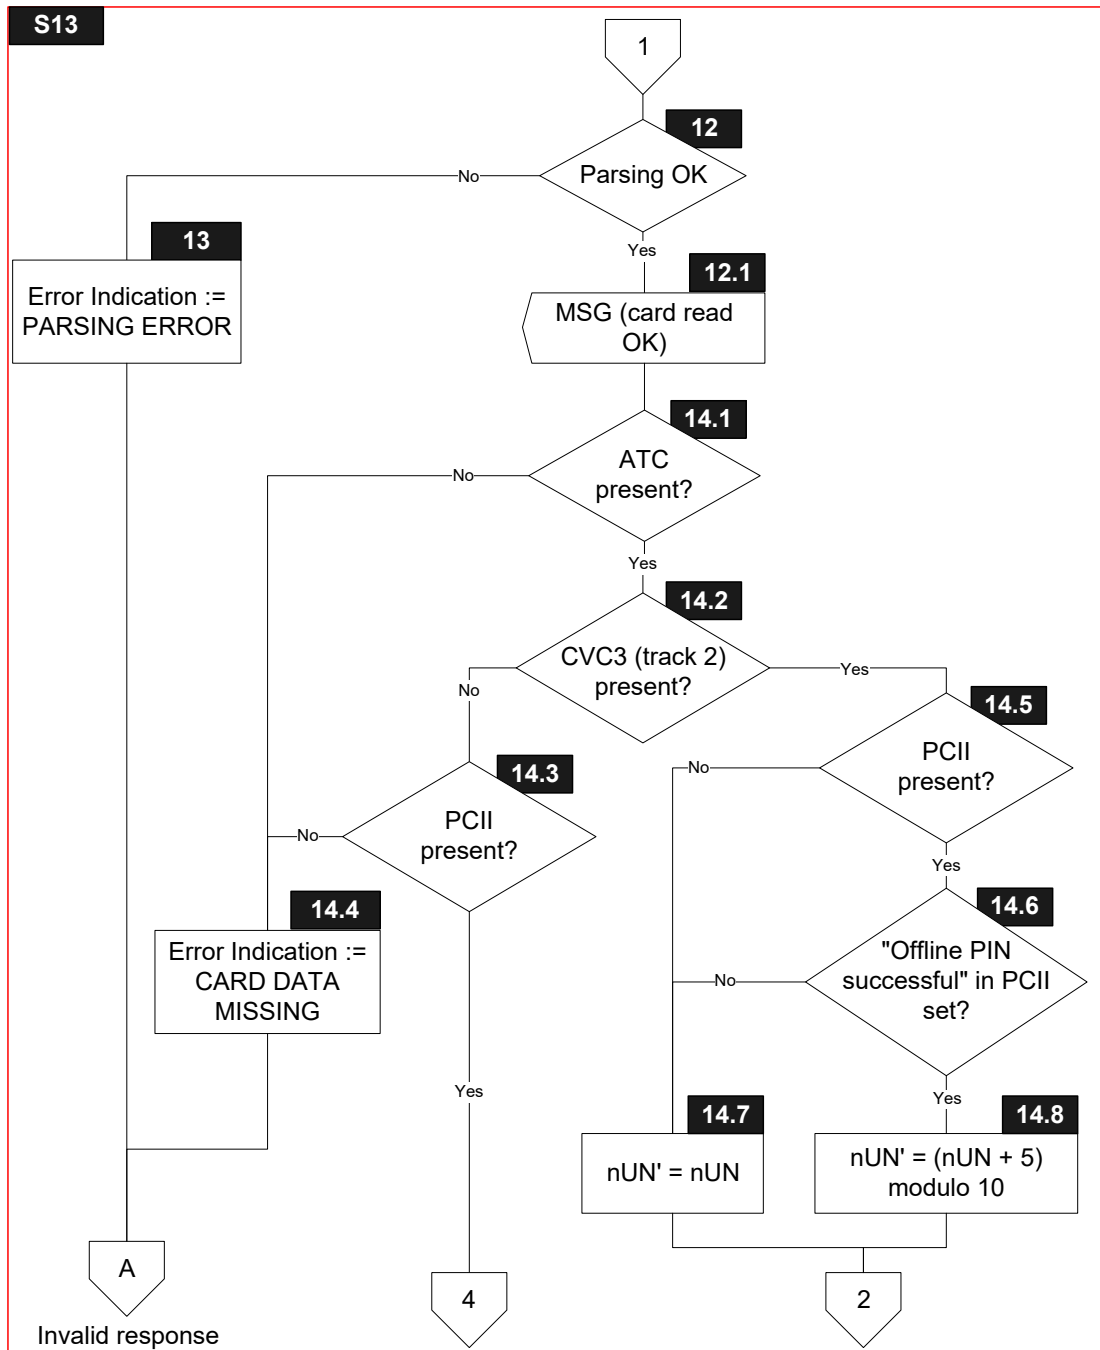 S13
1
12
Parsing OK
No
Yes
13
Error Indication :=
PARSING ERROR
12.1
MSG (card read
OK)
14.1
ATC
present?
No
Yes
14.2
CVC3 (track 2)
present?
No
Yes
14.5
PCII
present?
No
Yes
14.3
PCII
present?
No
Yes
14.4
Error Indication :=
CARD DATA
MISSING
14.6
"Offline PIN
successful" in PCII
set?
No
Yes
14.7
nUN' = nUN
14.8
nUN' = (nUN + 5)
modulo 10
A
Invalid response
4
2